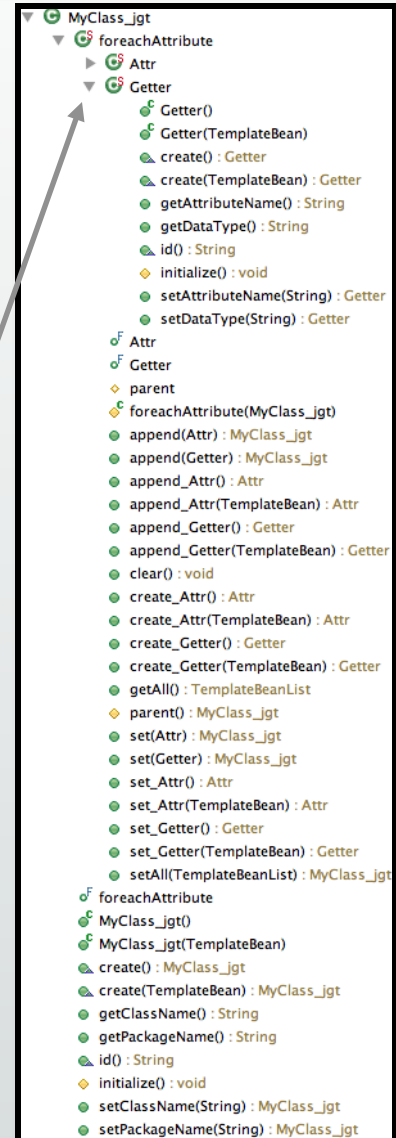 MyClass_jgt
foreachAttribute
Attr
Getter
Getter()
Getter(TemplateBean)
create() : Getter
create(TemplateBean) : Getter
getAttributeName() : String
getDataType() : String
id() : String
initialize() : void
setAttributeName(String) : Getter
setDataType(String) : Getter
Attr
Getter
parent
foreachAttribute(MyClass_jgt)
append(Attr) : MyClass_jgt
append(Getter) : MyClass_jgt
append_Attr() : Attr
append_Attr(TemplateBean) : Attr
append_Getter() : Getter
append_Getter(TemplateBean) : Getter
clear() : void
create_Attr() : Attr
create_Attr(TemplateBean) : Attr
create_Getter() : Getter
create_Getter(TemplateBean) : Getter
getAll() : TemplateBeanList
parent() : MyClass_jgt
set(Attr) : MyClass_jgt
set(Getter) : MyClass_jgt
set_Attr() : Attr
set_Attr(TemplateBean) : Attr
set_Getter() : Getter
set_Getter(TemplateBean) : Getter
setAll(TemplateBeanList) : MyClass_jgt
foreachAttribute
MyClass_jgt()
MyClass_jgt(TemplateBean)
create() : MyClass_jgt
create(TemplateBean) : MyClass_jgt
getClassName() : String
getPackageName() : String
id() : String
initialize() : void
setClassName(String) : MyClass_jgt
setPackageName(String) : MyClass_jgt